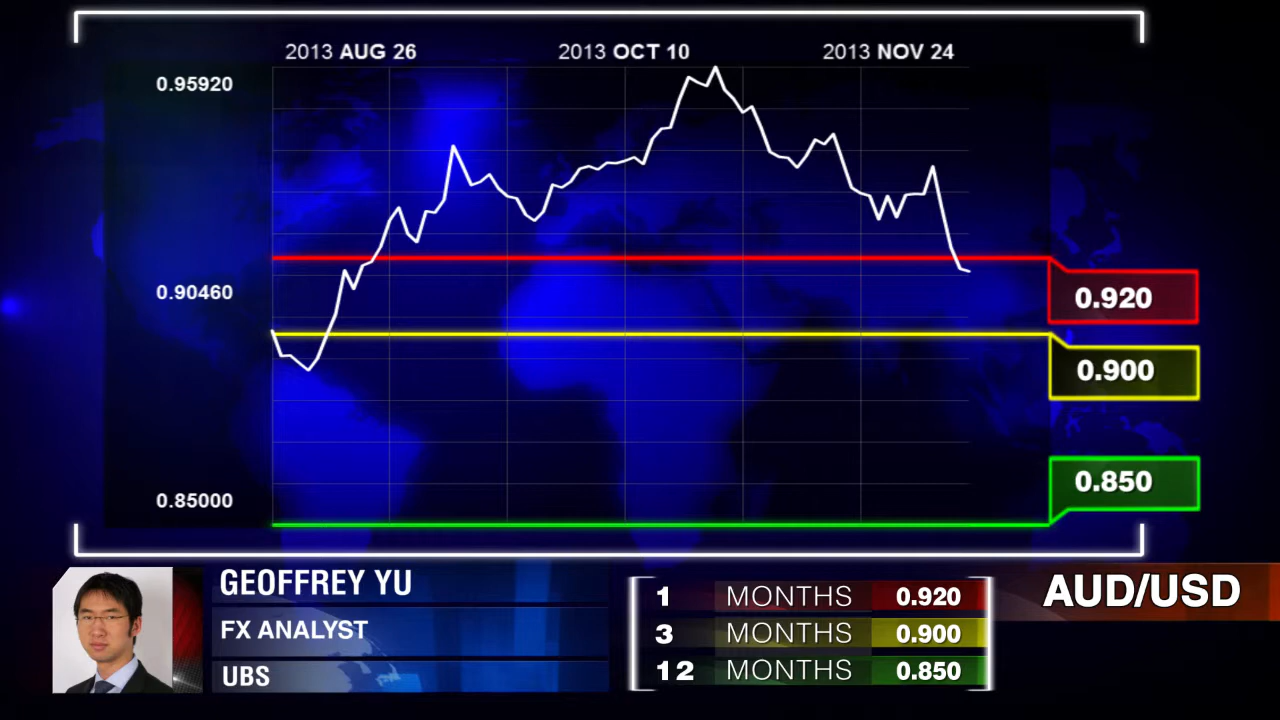 2013 AUG 26 2013 OCT 10 2013 NOV 24
0.95920
0.90460
0.85000
0.920
0.900
0.850
GEOFFREY YU
FX ANALYST
UBS
1 MONTHS 0.920
3 MONTHS 0.900
12 MONTHS 0.850
AUD/USD